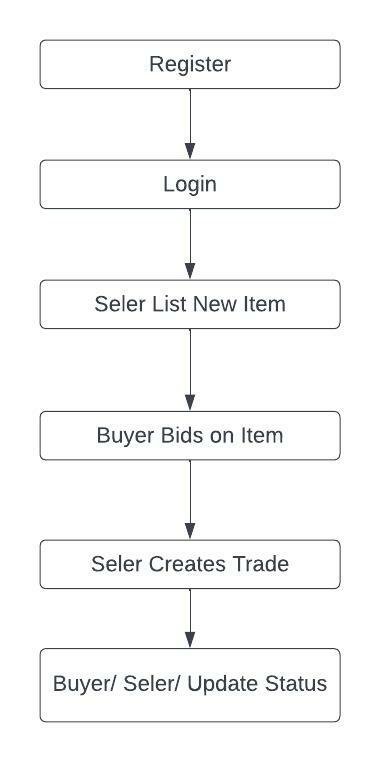 Register
Login
Seler List New Item
Buyer Bids on Item
Seler Creates Trade
Buyer/ Seler/ Update Status